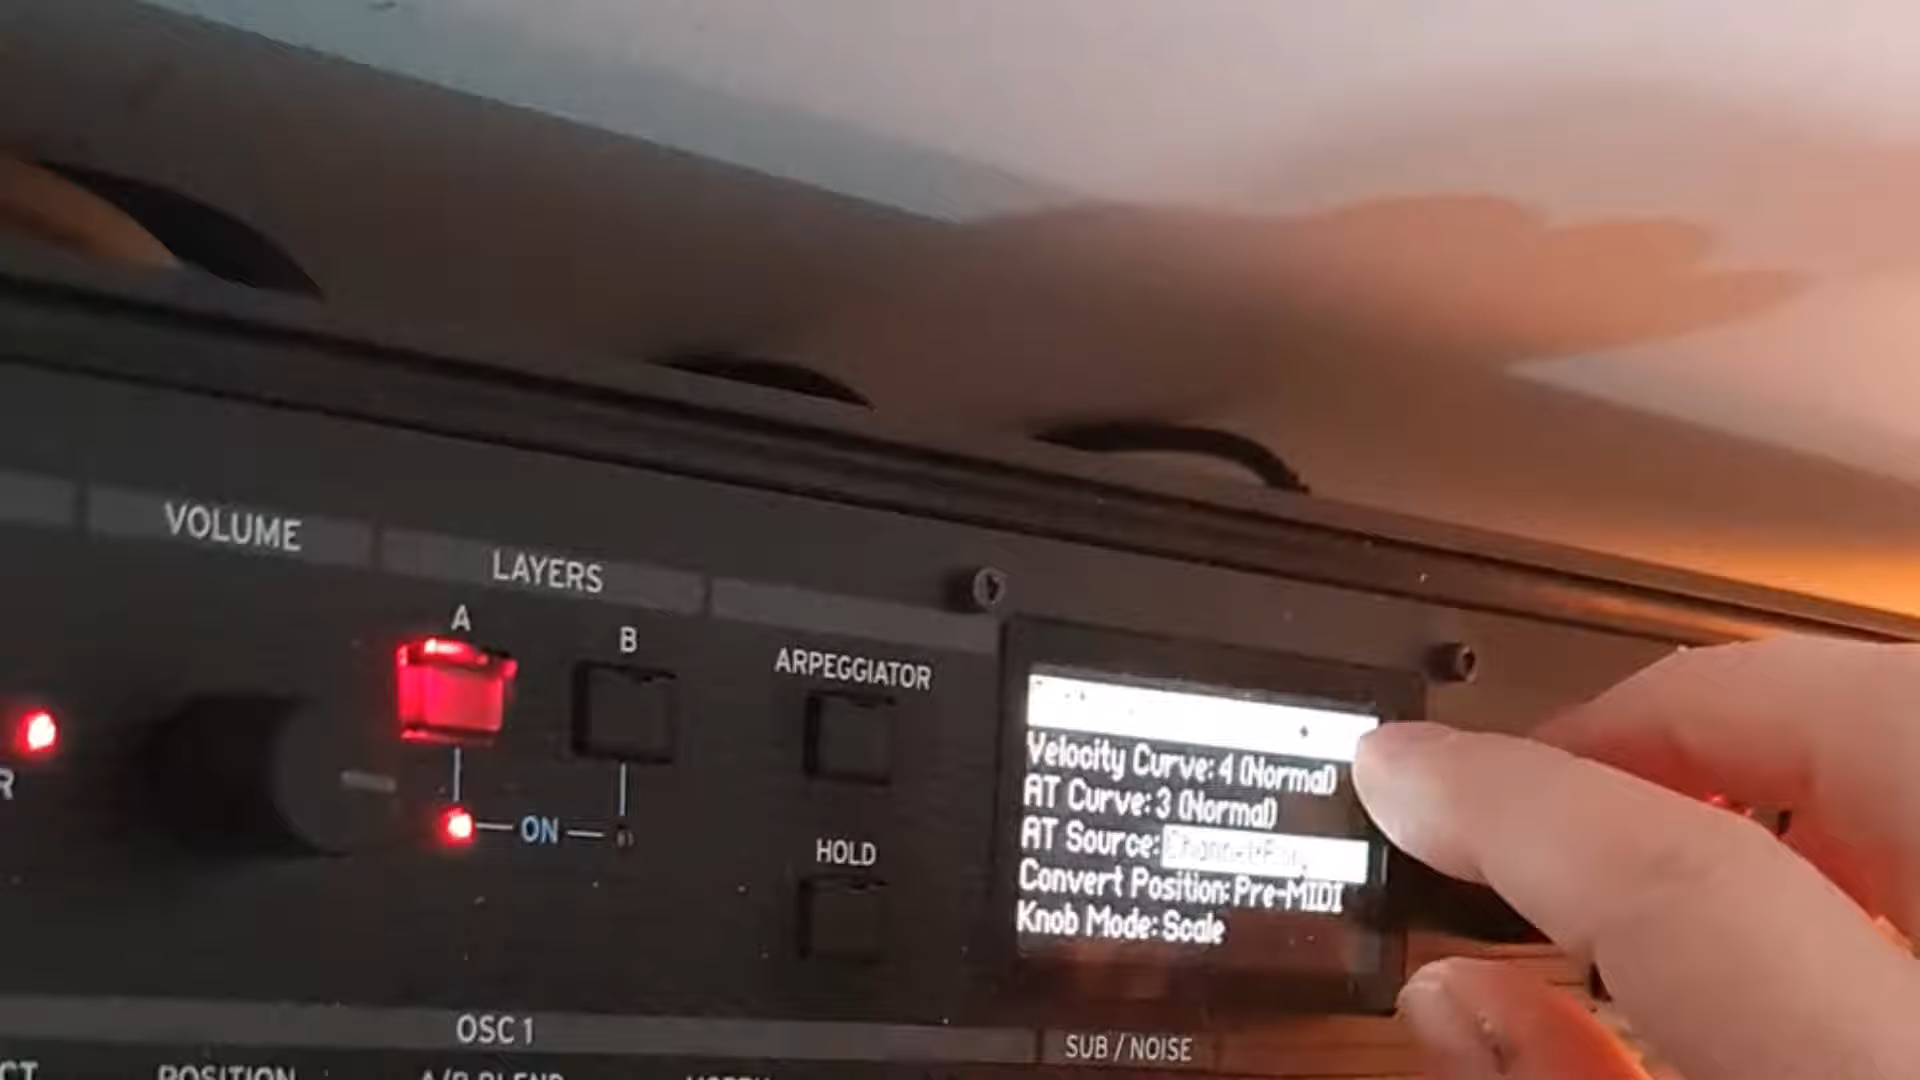 VOLUME
LAYERS
A
B
ARPEGGIATOR
R
ON
HOLD
Velocity Curve: 4 (Normal)
AT Curve: 3 (Normal)
AT Source:
Convert Position: Pre-MIDI
Knob Mode: Scale
OSC 1
SUB / NOISE
POSITION
A/B BLEND